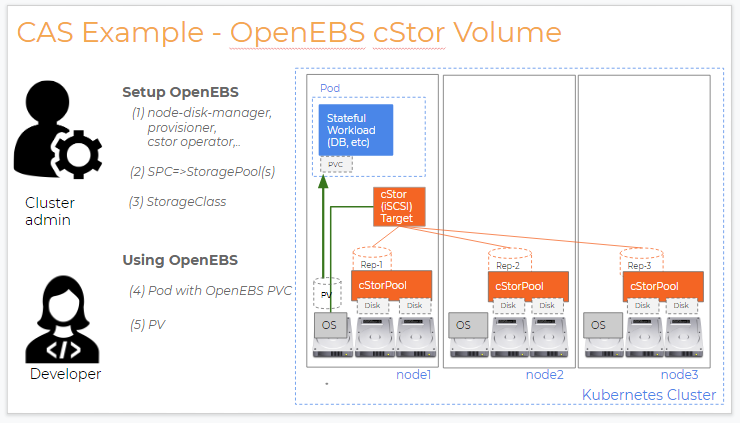 CAS Example - OpenEBS cStor Volume
Setup OpenEBS
(1) node-disk-manager,
provisioner,
cstor operator,..
(2) SPC=>StoragePool(s)
(3) StorageClass
Cluster
admin
Using OpenEBS
(4) Pod with OpenEBS PVC
(5) PV
Developer
Pod
Stateful
Workload
(DB, etc)
PVC
cStor
(iSCSI)
Target
Rep-1
cStorPool
Disk
Disk
PV
OS
node1
Rep-2
cStorPool
Disk
Disk
OS
node2
Rep-3
cStorPool
Disk
Disk
OS
node3
Kubernetes Cluster